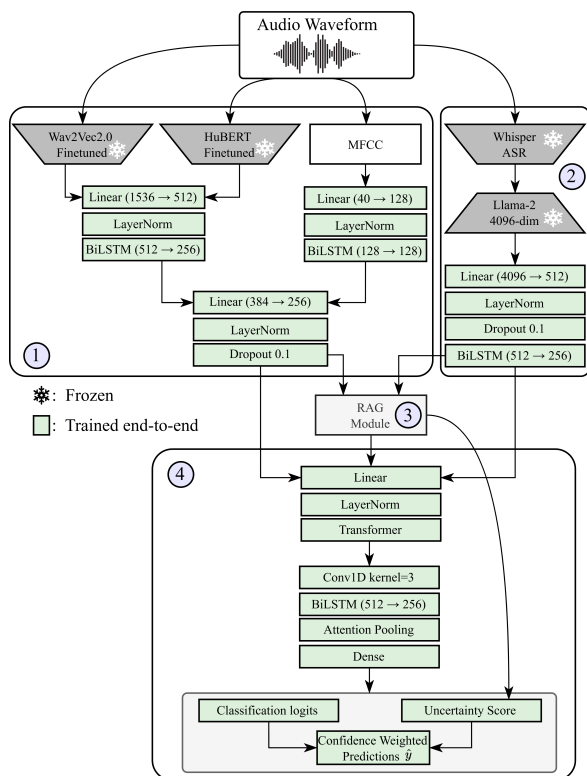 Audio Waveform
Wav2Vec2.0
Finetuned
HuBERT
Finetuned
MFCC
Linear (1536 → 512)
LayerNorm
BiLSTM (512 → 256)
Linear (40 → 128)
LayerNorm
BiLSTM (128 → 128)
Linear (384 → 256)
LayerNorm
Dropout 0.1
1
Whisper
ASR
2
Llama-2
4096-dim
Linear (4096 → 512)
LayerNorm
Dropout 0.1
BiLSTM (512 → 256)
: Frozen
: Trained end-to-end
RAG
Module
3
4
Linear
LayerNorm
Transformer
Conv1D kernel=3
BiLSTM (512 → 256)
Attention Pooling
Dense
Classification logits
Uncertainty Score
Confidence Weighted
Predictions ŷ